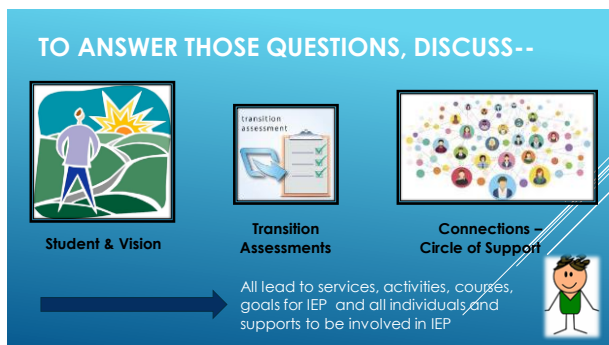 TO ANSWER THOSE QUESTIONS, DISCUSS--
transition
assessment
Student & Vision
Transition
Assessments
Connections –
Circle of Support
All lead to services, activities, courses,
goals for IEP and all individuals and
supports to be involved in IEP